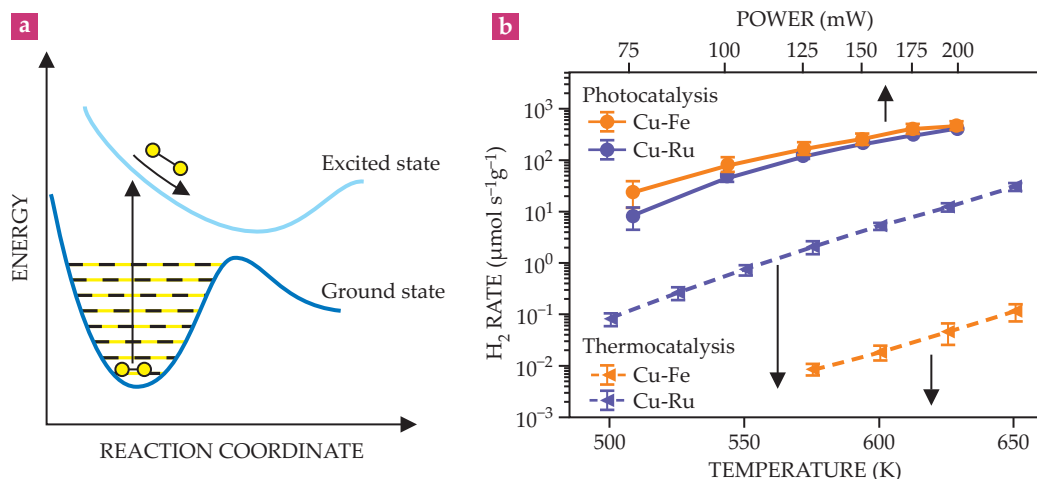 a
ENERGY
Excited state
Ground state
REACTION COORDINATE
b
POWER (mW)
75 100 125 150 175 200
H₂ RATE (µmol s⁻¹g⁻¹)
10³
10²
10¹
10⁰
10⁻¹
10⁻²
10⁻³
Photocatalysis
Cu-Fe
Cu-Ru
Thermocatalysis
Cu-Fe
Cu-Ru
500 550 600 650
TEMPERATURE (K)